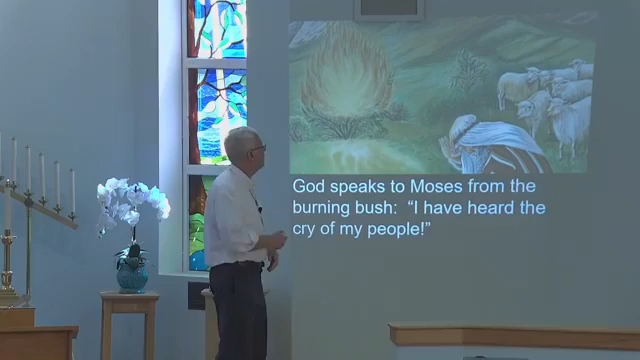 God speaks to Moses from the
burning bush:  “I have heard the
cry of my people!”